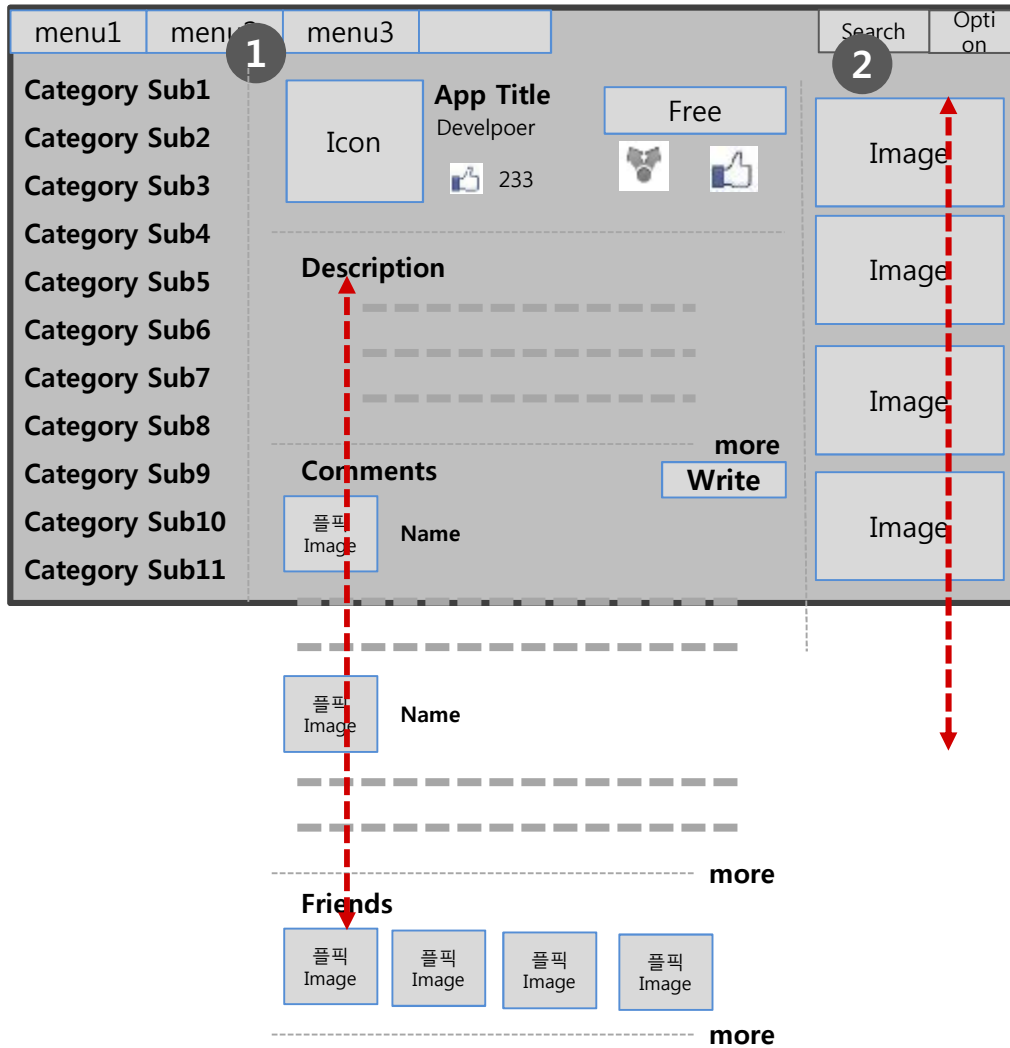 menu1
menu2
menu3
Search
Opti
on
1
2
Category Sub1
Category Sub2
Category Sub3
Category Sub4
Category Sub5
Category Sub6
Category Sub7
Category Sub8
Category Sub9
Category Sub10
Category Sub11
Icon
App Title
Develpoer
233
Free
Description
more
Comments
Write
플픽
Image
Name
플픽
Image
Name
more
Friends
플픽
Image
플픽
Image
플픽
Image
플픽
Image
more
Image
Image
Image
Image